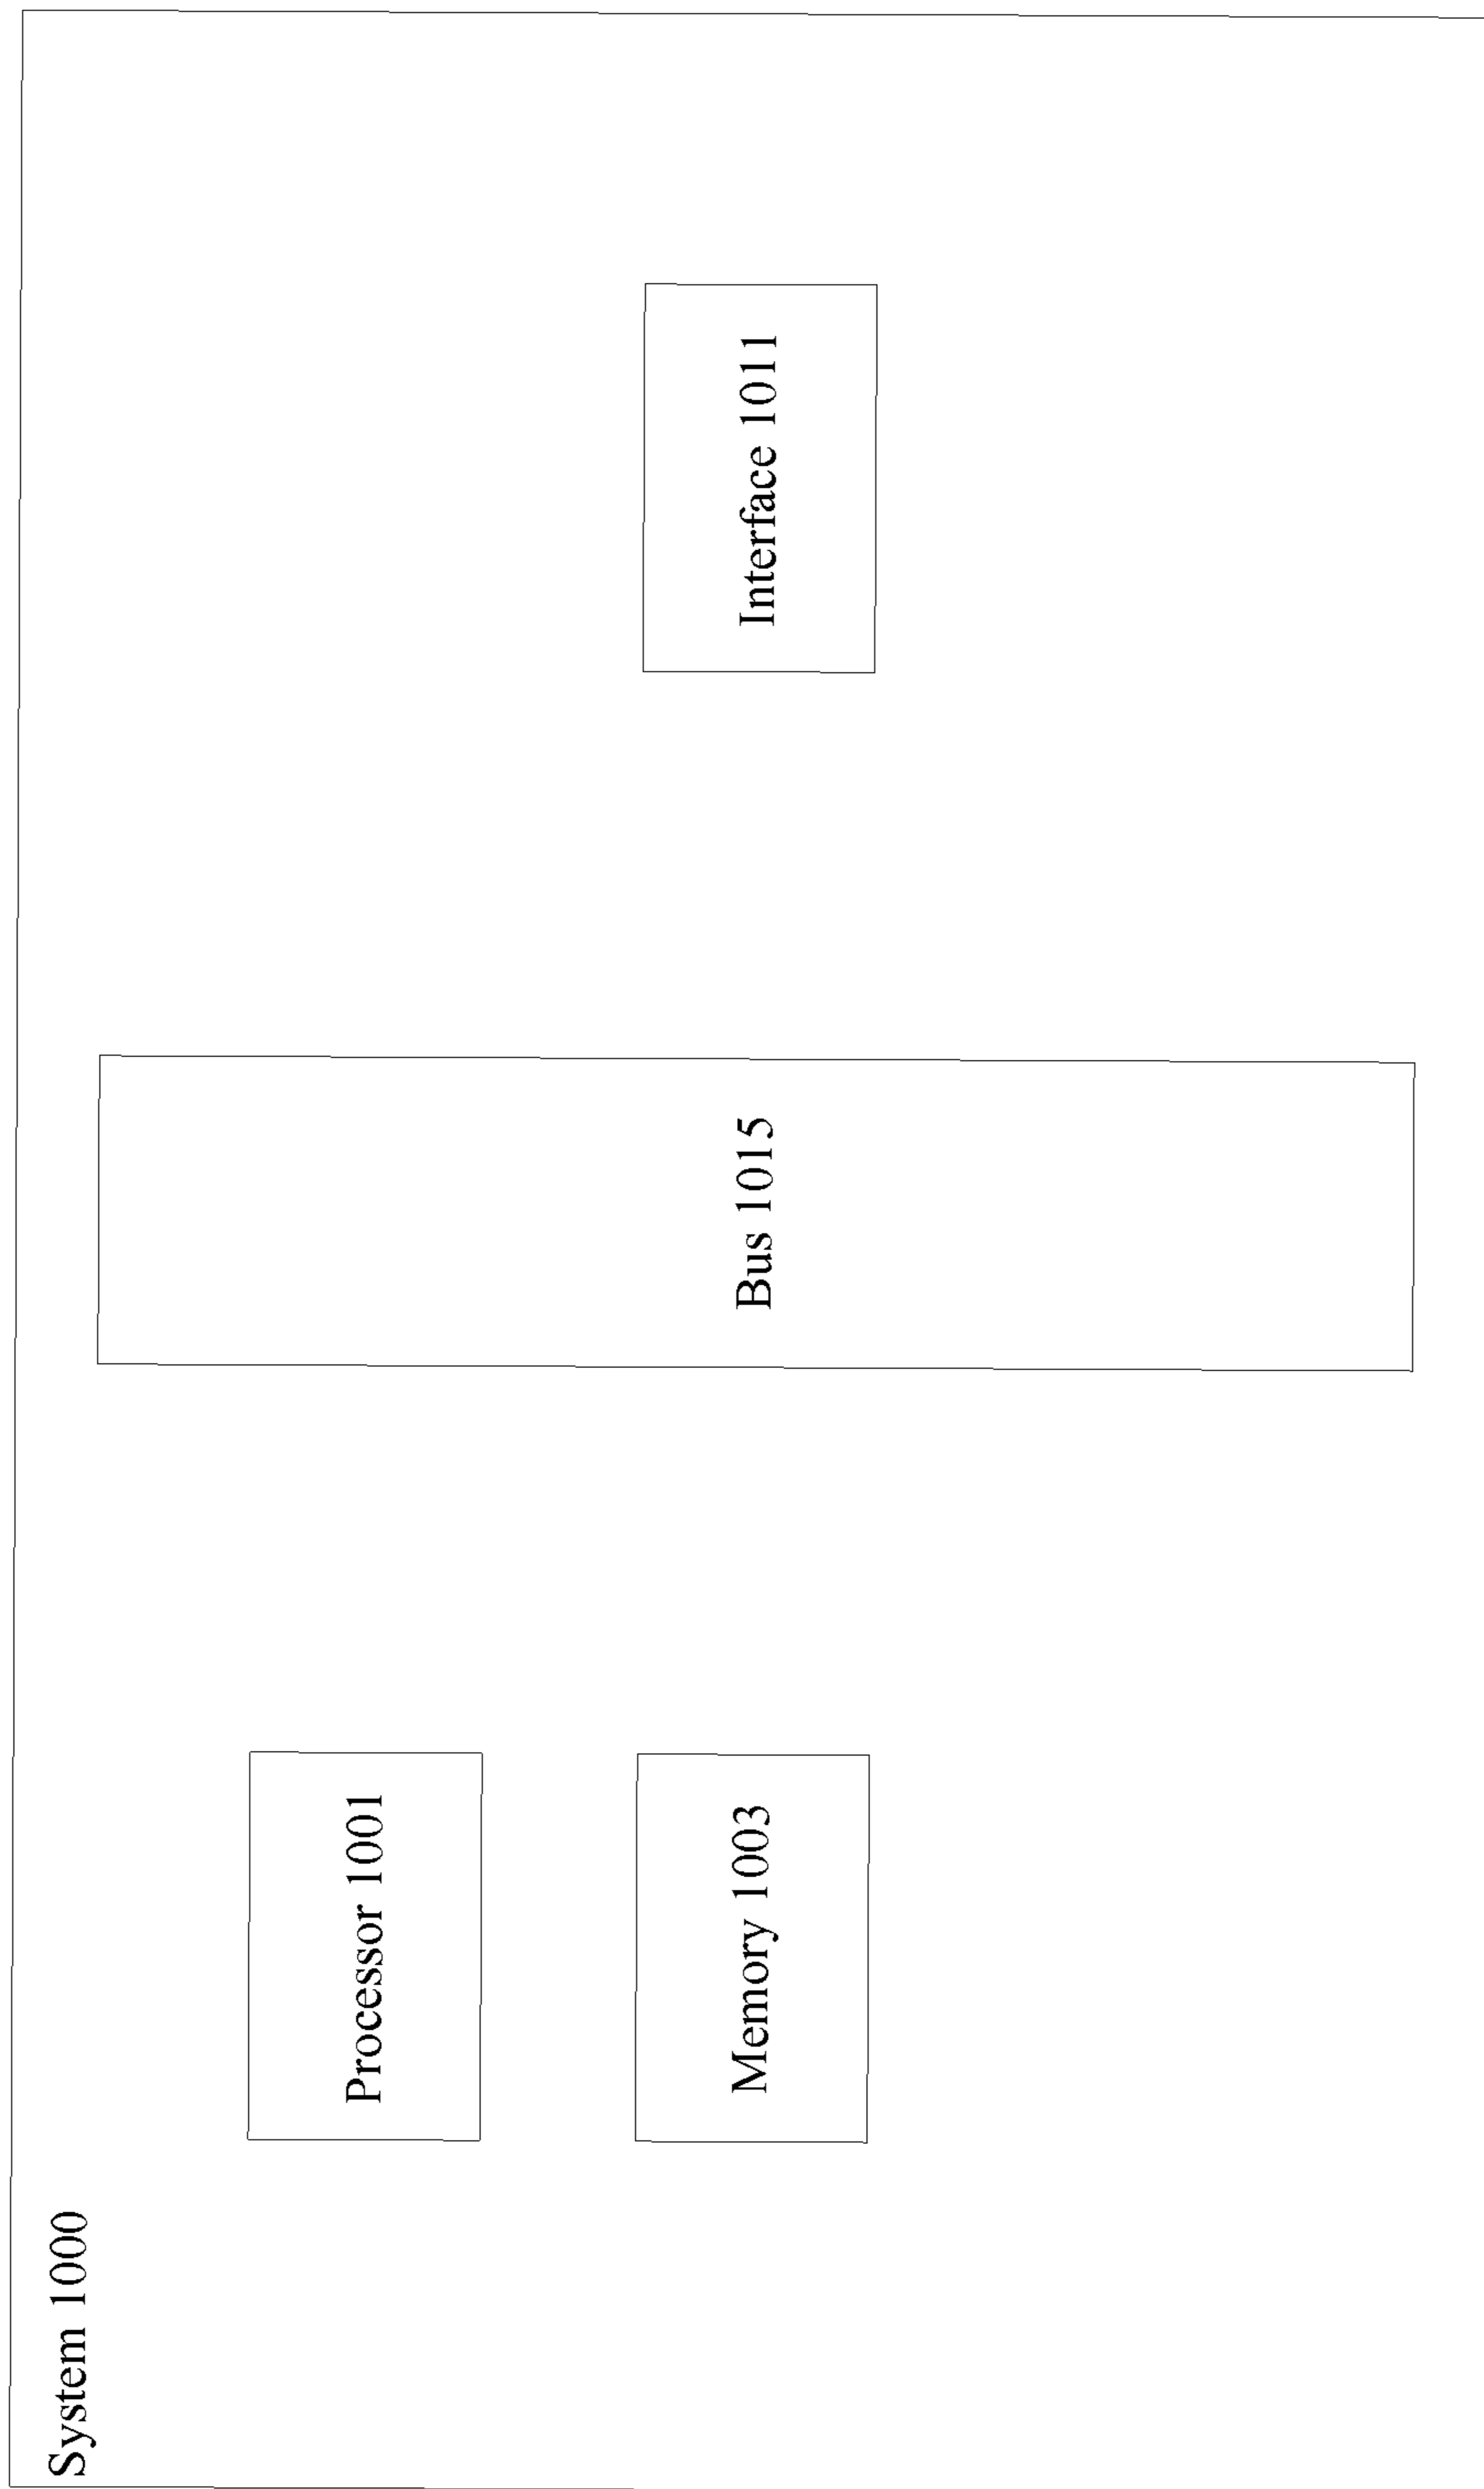 System 1000
Processor 1001
Memory 1003
Bus 1015
Interface 1011